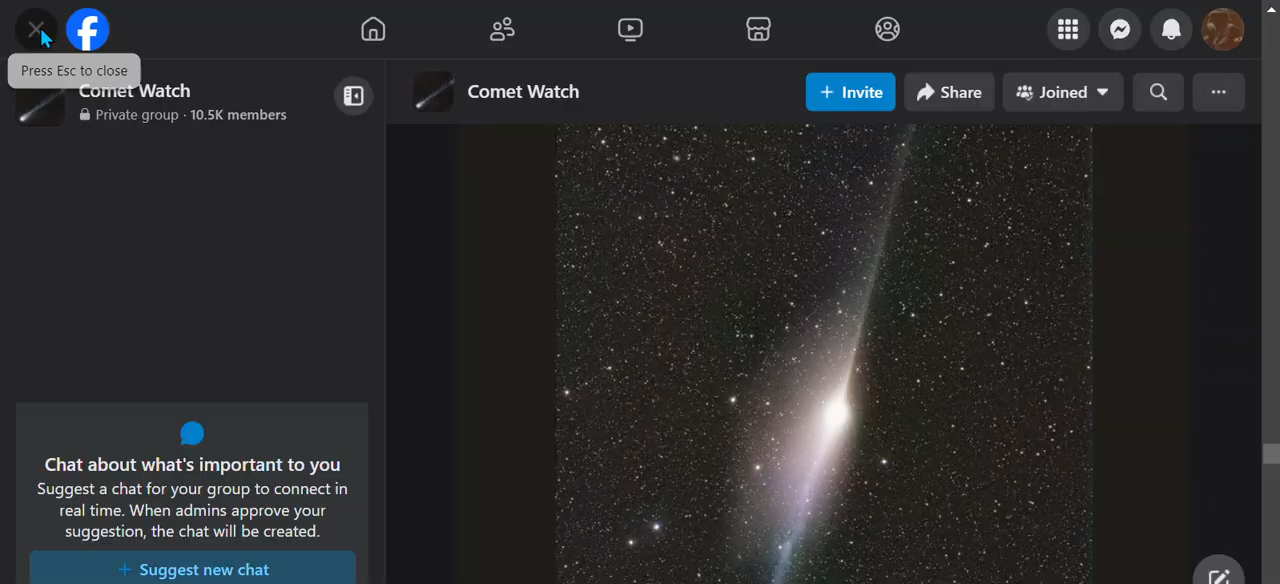 Press Esc to close
Comet Watch
Private group · 10.5K members
Comet Watch
+ Invite
Share
Joined
Chat about what's important to you
Suggest a chat for your group to connect in
real time. When admins approve your
suggestion, the chat will be created.
+ Suggest new chat